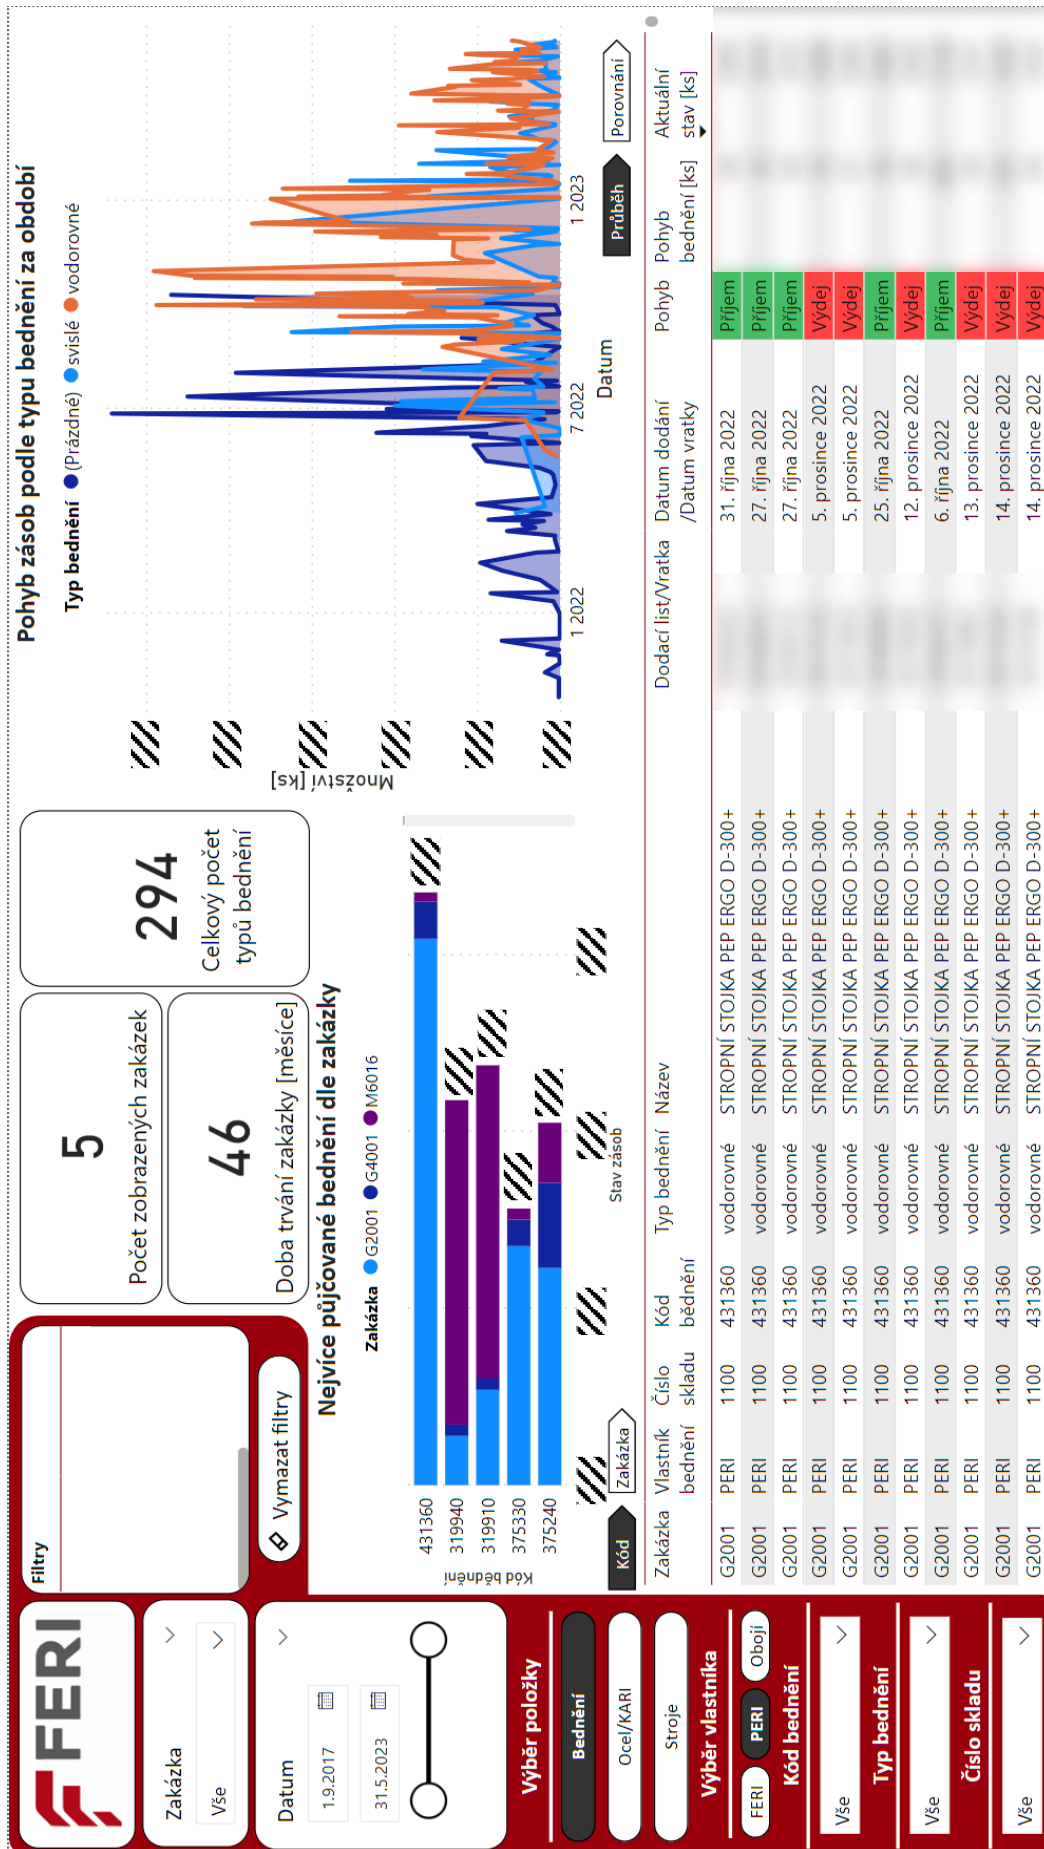 FERI
Zakázka
Vše
Datum
1.9.2017
31.5.2023
Výběr položky
Bednění
Ocel/KARI
Stroje
Výběr vlastníka
FERI PERI Obojí
Kód bednění
Vše
Typ bednění
Vše
Číslo skladu
Vše
Filtry
Vymazat filtry
5
Počet zobrazených zakázek
46
Doba trvání zakázky [měsíce]
294
Celkový počet
typů bednění
Nejvíce půjčované bednění dle zakázky
Zakázka G2001 G4001 M6016
Kód bědnění
431360
319940
319910
375330
375240
Stav zásob
Kód Zakázka
Pohyb zásob podle typu bednění za období
Typ bednění (Prázdné) svislé vodorovné
Množství [ks]
1 2022 7 2022 1 2023
Datum
Průběh Porovnání
Zakázka Vlastník bednění Číslo skladu Kód bědnění Typ bednění Název Dodací list/Vratka Datum dodání /Datum vratky Pohyb Pohyb bednění [ks] Aktuální stav [ks]
G2001 PERI 1100 431360 vodorovné STROPNÍ STOJKA PEP ERGO D-300+ 31. října 2022 Příjem
G2001 PERI 1100 431360 vodorovné STROPNÍ STOJKA PEP ERGO D-300+ 27. října 2022 Příjem
G2001 PERI 1100 431360 vodorovné STROPNÍ STOJKA PEP ERGO D-300+ 27. října 2022 Příjem
G2001 PERI 1100 431360 vodorovné STROPNÍ STOJKA PEP ERGO D-300+ 5. prosince 2022 Výdej
G2001 PERI 1100 431360 vodorovné STROPNÍ STOJKA PEP ERGO D-300+ 5. prosince 2022 Výdej
G2001 PERI 1100 431360 vodorovné STROPNÍ STOJKA PEP ERGO D-300+ 25. října 2022 Příjem
G2001 PERI 1100 431360 vodorovné STROPNÍ STOJKA PEP ERGO D-300+ 12. prosince 2022 Výdej
G2001 PERI 1100 431360 vodorovné STROPNÍ STOJKA PEP ERGO D-300+ 6. října 2022 Příjem
G2001 PERI 1100 431360 vodorovné STROPNÍ STOJKA PEP ERGO D-300+ 13. prosince 2022 Výdej
G2001 PERI 1100 431360 vodorovné STROPNÍ STOJKA PEP ERGO D-300+ 14. prosince 2022 Výdej
G2001 PERI 1100 431360 vodorovné STROPNÍ STOJKA PEP ERGO D-300+ 14. prosince 2022 Výdej